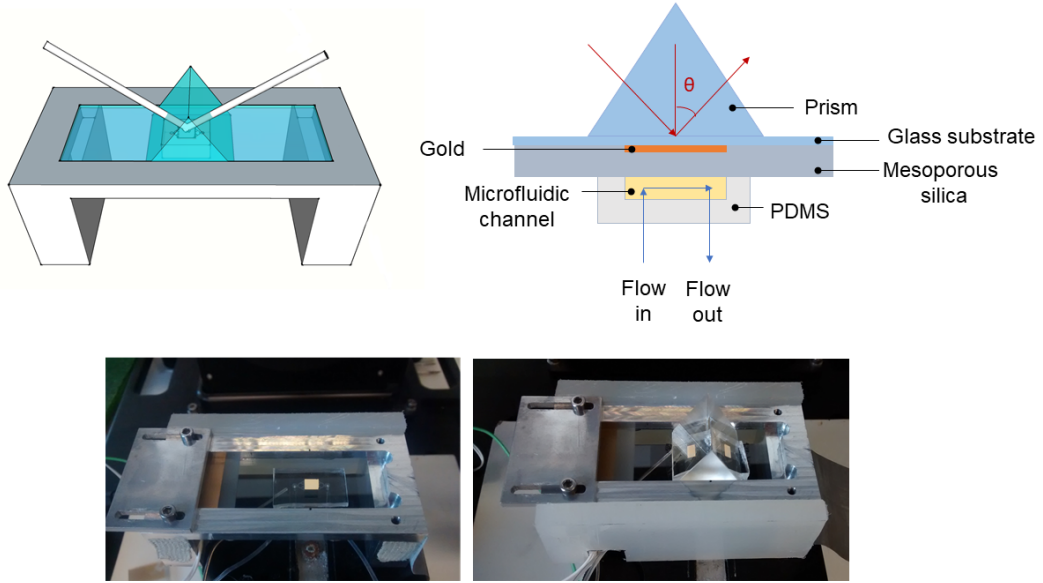 θ
Prism
Glass substrate
Gold
Mesoporous
silica
Microfluidic
channel
PDMS
Flow
in
Flow
out